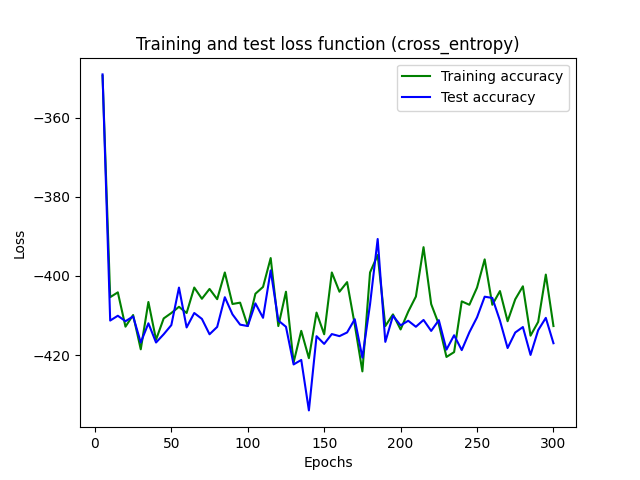 Training and test loss function (cross_entropy)
Training accuracy
Test accuracy
−360
−380
−400
−420
Loss
0 50 100 150 200 250 300
Epochs